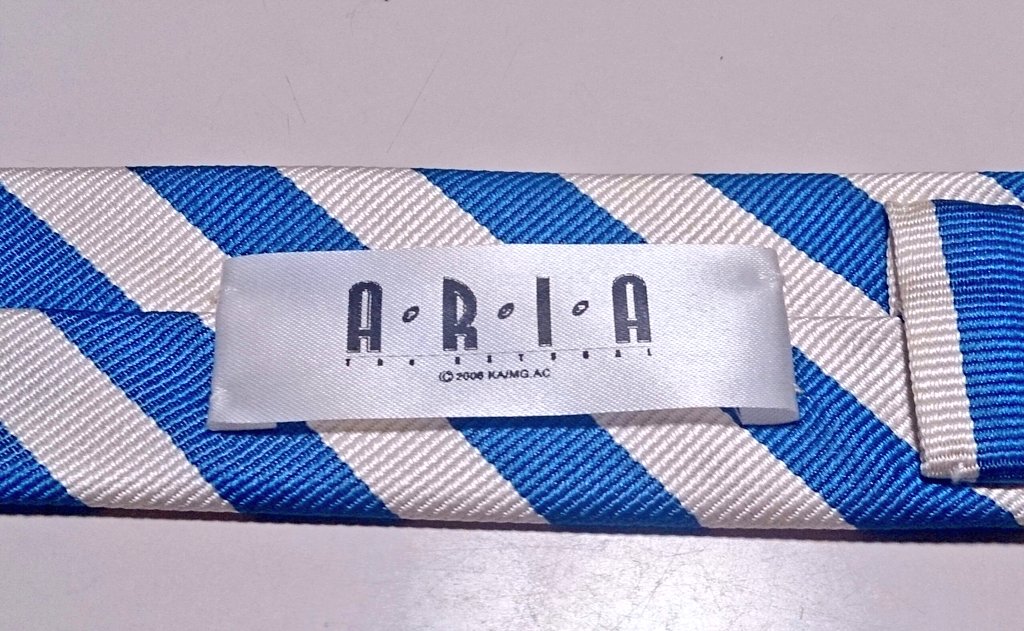 A·R·I·A
THE NATURAL
©2006 KA/MG.AC